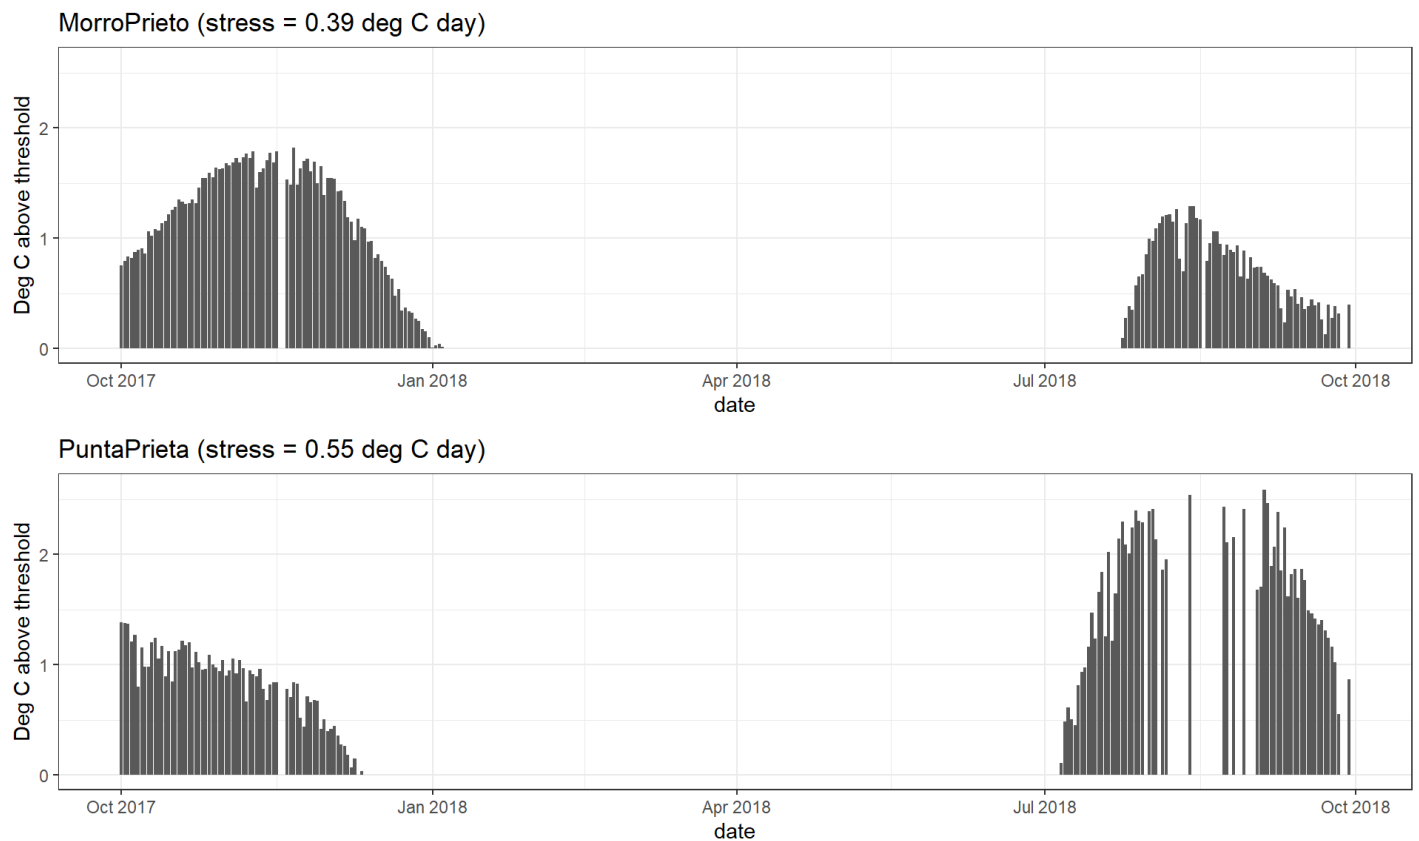 MorroPrieto (stress = 0.39 deg C day)
Deg C above threshold
2
1
0
Oct 2017 Jan 2018 Apr 2018 Jul 2018 Oct 2018
date
PuntaPrieta (stress = 0.55 deg C day)
Deg C above threshold
2
1
0
Oct 2017 Jan 2018 Apr 2018 Jul 2018 Oct 2018
date